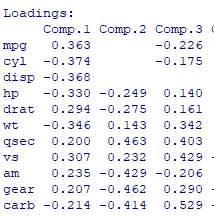 Loadings:
     Comp.1 Comp.2 Comp.3
mpg   0.363        -0.226
cyl  -0.374        -0.175
disp -0.368
hp   -0.330 -0.249  0.140
drat  0.294 -0.275  0.161
wt   -0.346  0.143  0.342
qsec  0.200  0.463  0.403
vs    0.307  0.232  0.429 -
am    0.235 -0.429 -0.206
gear  0.207 -0.462  0.290 -
carb -0.214 -0.414  0.529 -